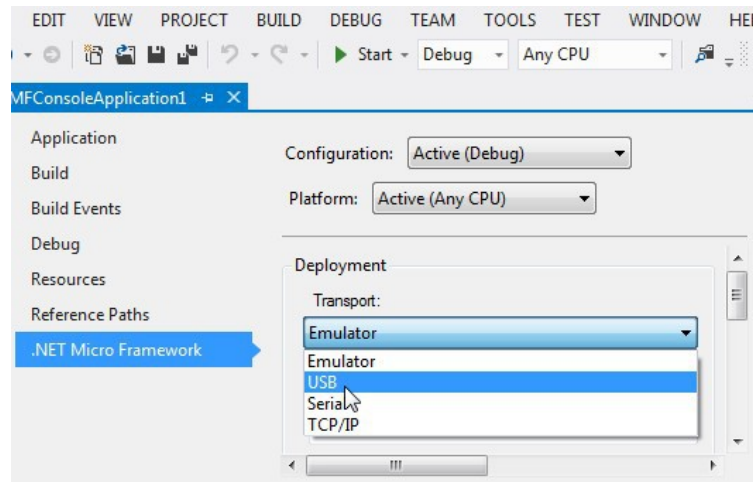 EDIT VIEW PROJECT BUILD DEBUG TEAM TOOLS TEST WINDOW
Start Debug Any CPU
MFConsoleApplication1
Application
Build
Build Events
Debug
Resources
Reference Paths
.NET Micro Framework
Configuration: Active (Debug)
Platform: Active (Any CPU)
Deployment
Transport:
Emulator
Emulator
USB
Serial
TCP/IP